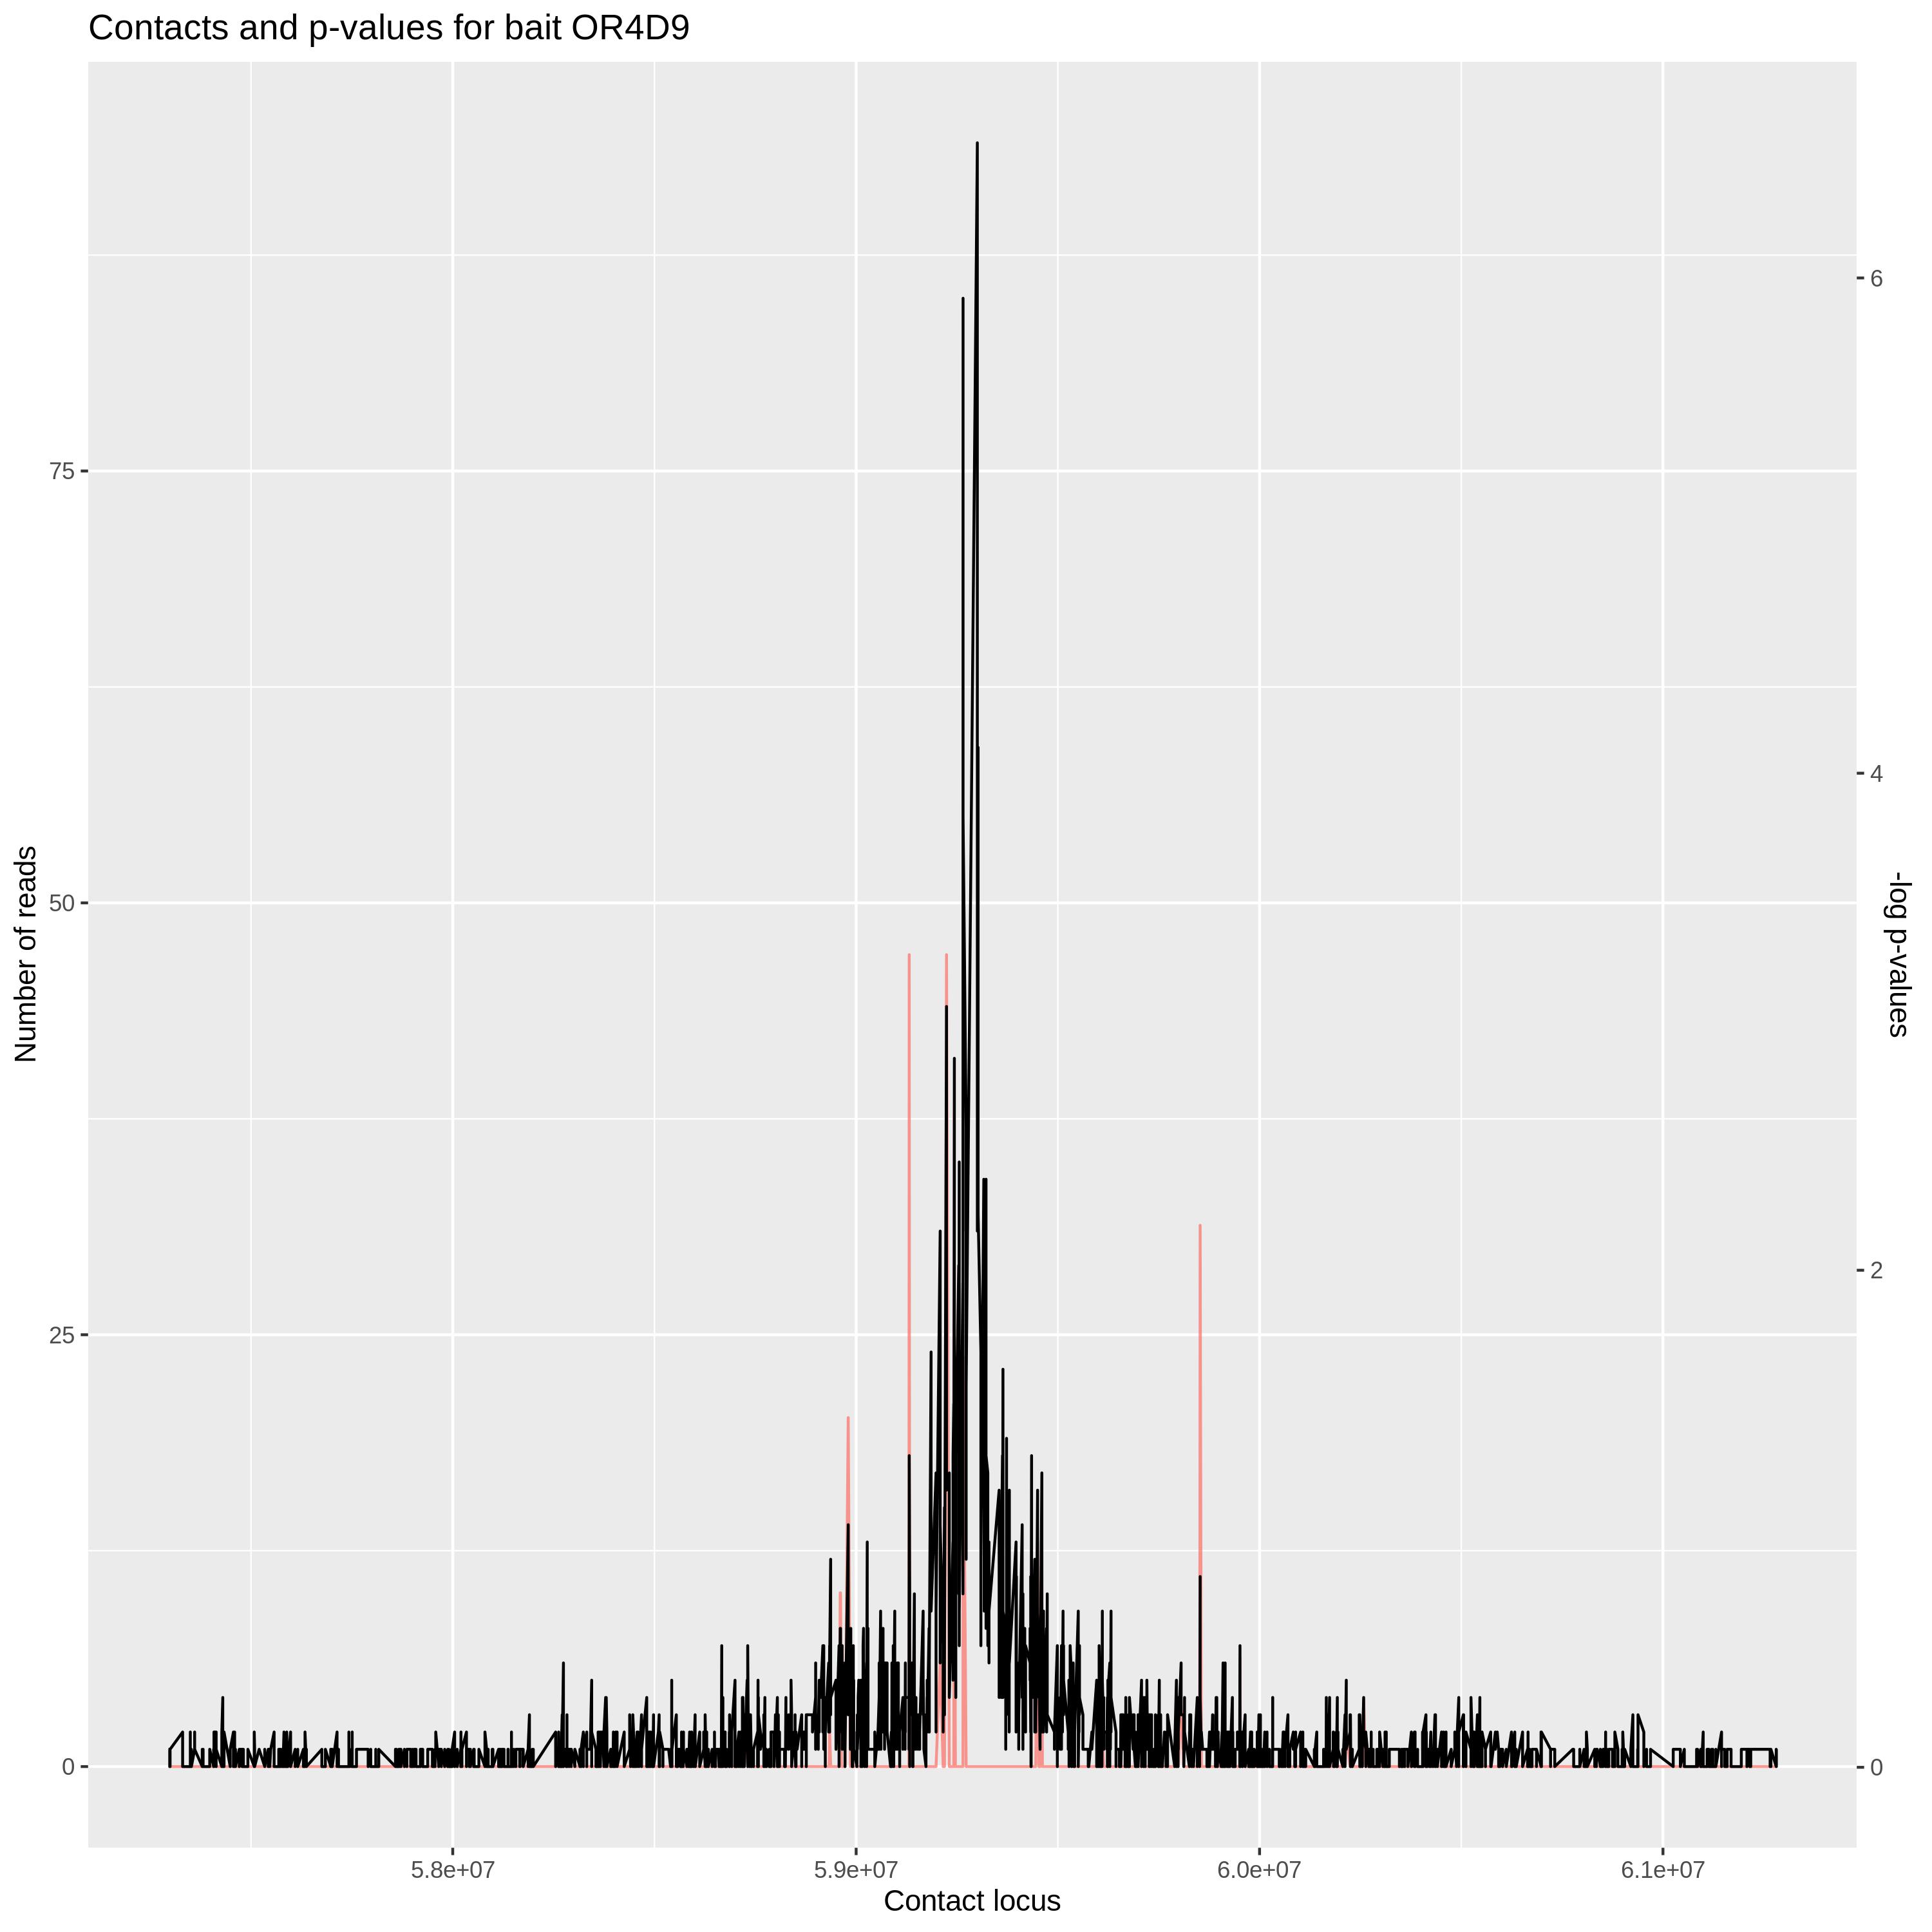 Contacts and p-values for bait OR4D9
Number of reads
75
50
25
0
6
4
2
0
-log p-values
5.8e+07
5.9e+07
6.0e+07
6.1e+07
Contact locus